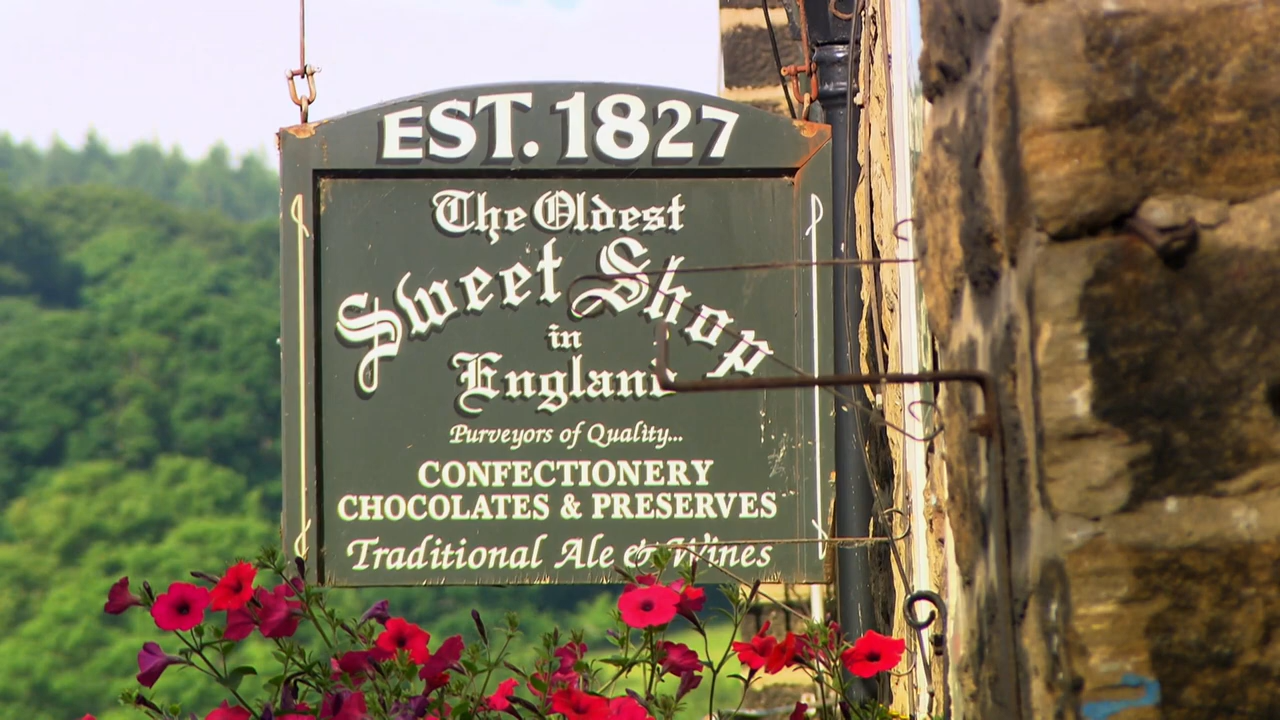 EST. 1827
The Oldest
Sweet Shop
in
England
Purveyors of Quality...
CONFECTIONERY
CHOCOLATES & PRESERVES
Traditional Ale & Wines